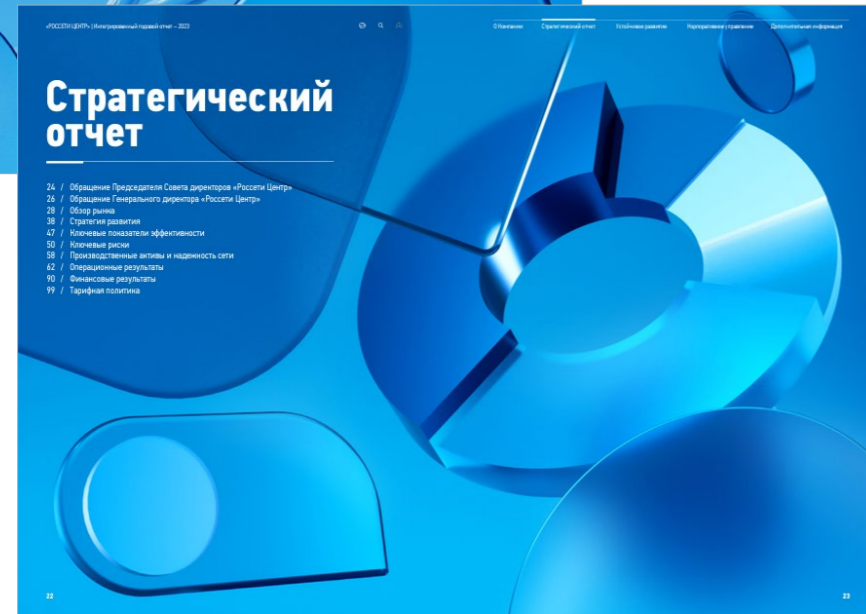 «РОССЕТИ ЦЕНТР» | Интегрированный годовой отчет — 2023
О Компании Стратегический отчет Устойчивое развитие Корпоративное управление Дополнительная информация
Стратегический
отчет
24 / Обращение Председателя Совета директоров «Россети Центр»
26 / Обращение Генерального директора «Россети Центр»
28 / Обзор рынка
38 / Стратегия развития
47 / Ключевые показатели эффективности
50 / Ключевые риски
58 / Производственные активы и надежность сети
62 / Операционные результаты
90 / Финансовые результаты
99 / Тарифная политика
22
23